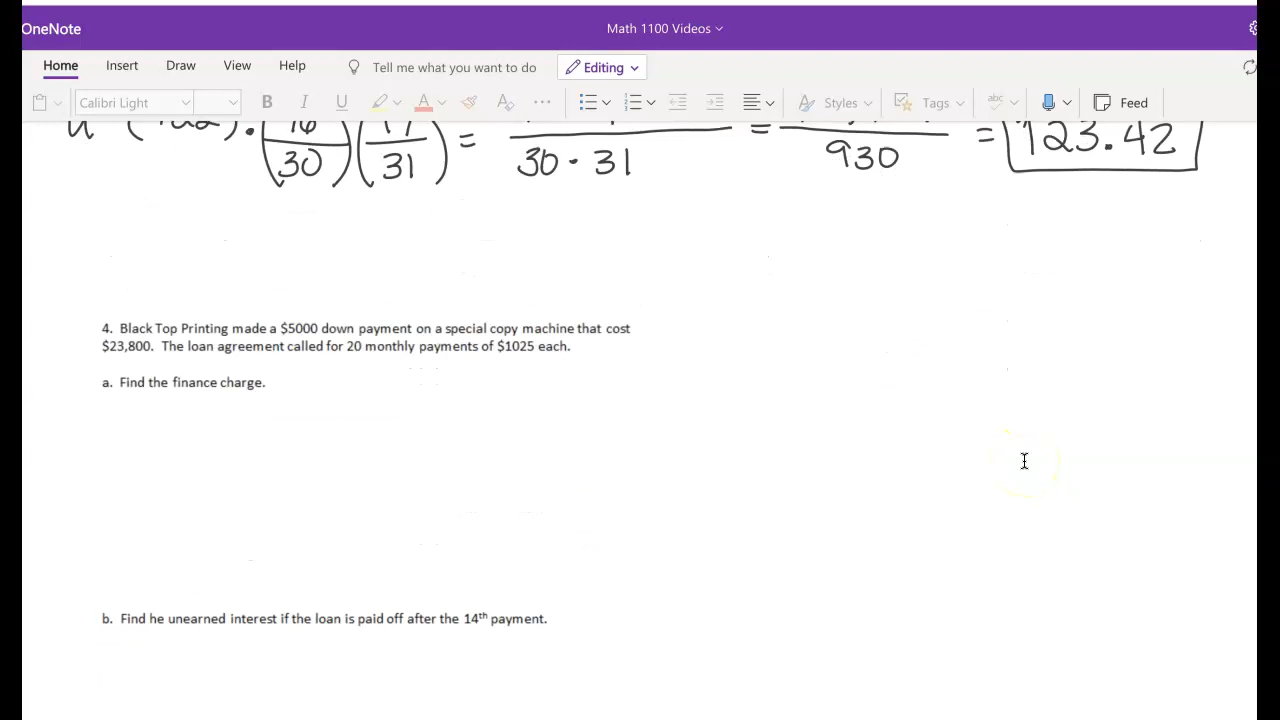 OneNote
Math 1100 Videos
Home Insert Draw View Help Tell me what you want to do Editing
Calibri Light B I U A Styles Tags abc Feed
30 31 = 30 · 31 = 930 = 123.42
4. Black Top Printing made a $5000 down payment on a special copy machine that cost
$23,800. The loan agreement called for 20 monthly payments of $1025 each.
a. Find the finance charge.
b. Find he unearned interest if the loan is paid off after the 14th payment.